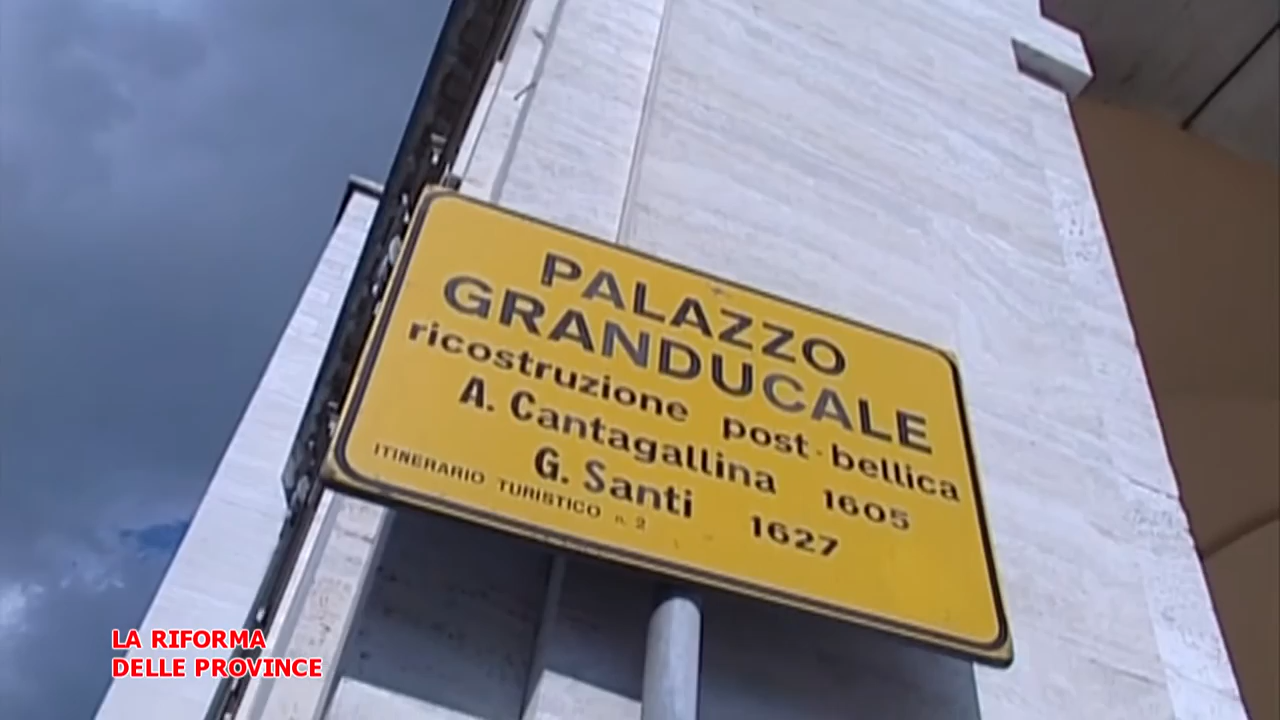 PALAZZO
GRANDUCALE
ricostruzione post-bellica
A. Cantagallina 1605
G. Santi 1627
ITINERARIO TURISTICO n. 2
LA RIFORMA
DELLE PROVINCE